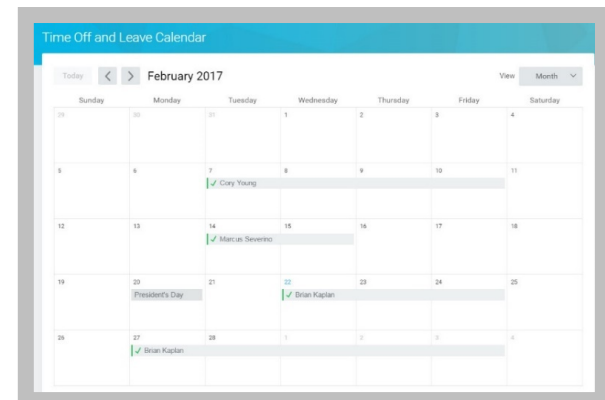 Time Off and Leave Calendar
Today < > February 2017 View Month
Sunday Monday Tuesday Wednesday Thursday Friday Saturday
29 30 31 1 2 3 4
5 6 7 8 9 10 11
✓ Cory Young
12 13 14 15 16 17 18
✓ Marcus Severino
19 20 21 22 23 24 25
President's Day ✓ Brian Kaplan
26 27 28 1 2 3 4
✓ Brian Kaplan